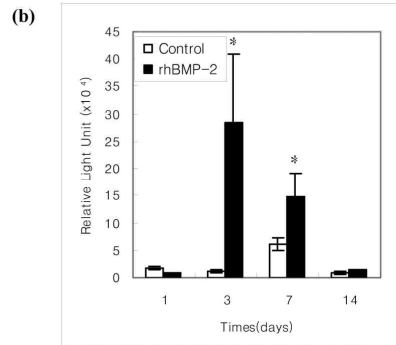 (b)
45
40
35
30
25
20
15
10
5
0
Relative Light Unit (x10 4)
Control
rhBMP-2
*
*
1 3 7 14
Times(days)